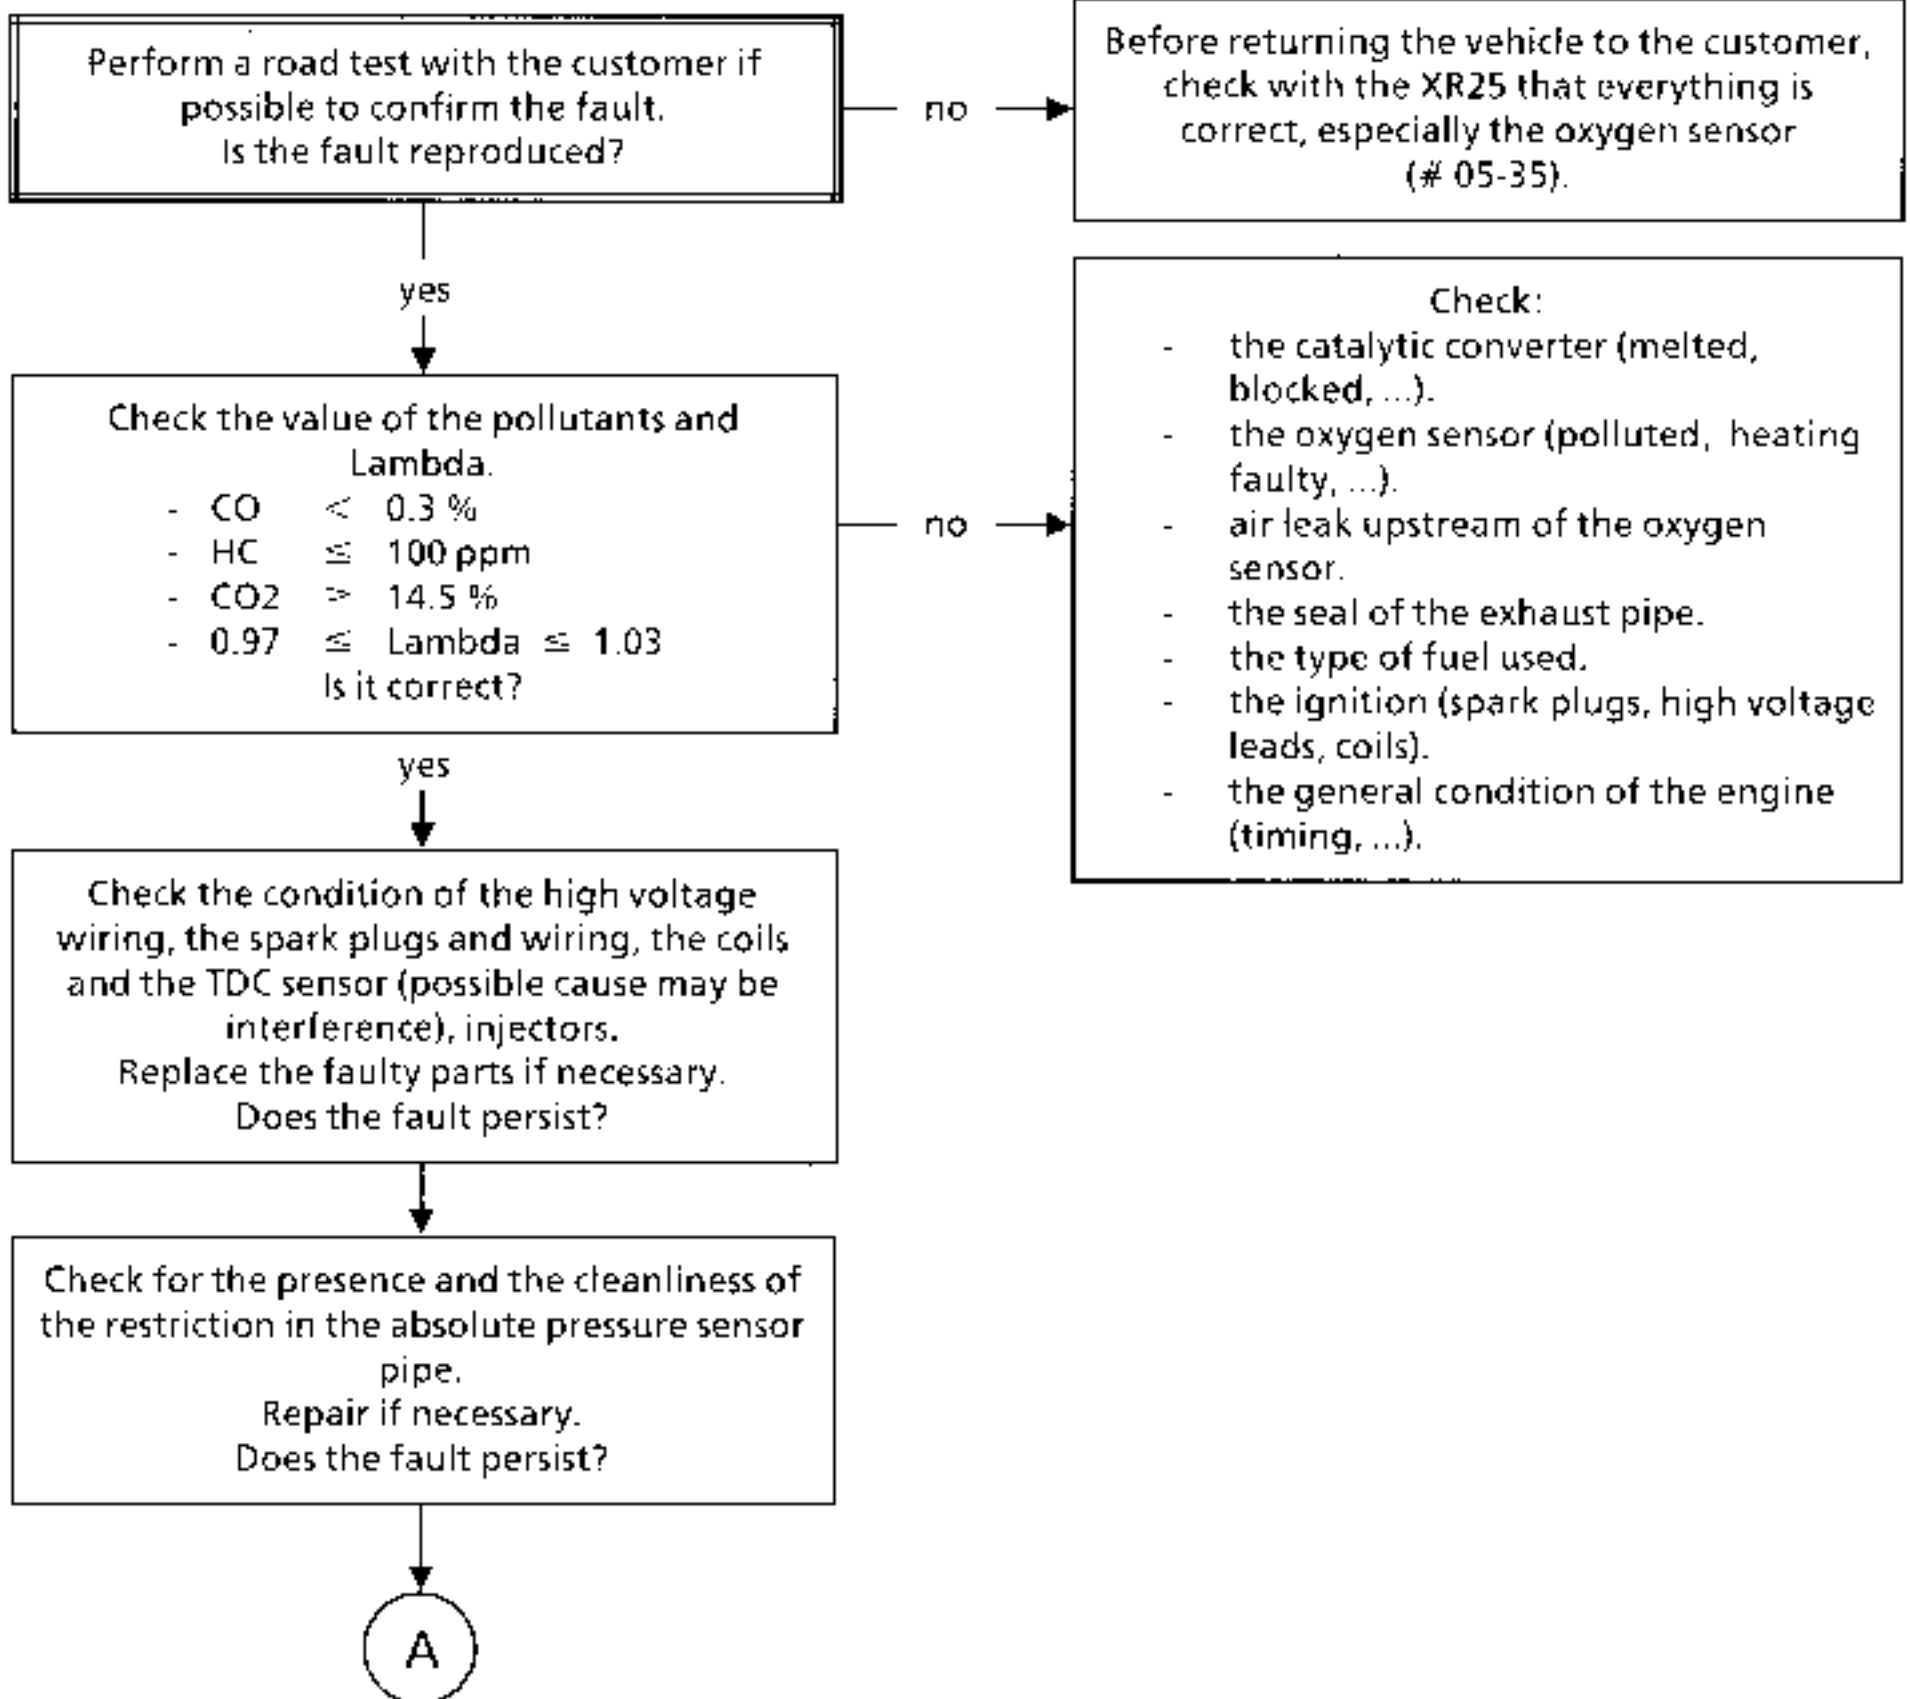 Perform a road test with the customer if
possible to confirm the fault.
Is the fault reproduced?
no
Before returning the vehicle to the customer,
check with the XR25 that everything is
correct, especially the oxygen sensor
(# 05-35).
yes
Check the value of the pollutants and
Lambda.
- CO < 0.3 %
- HC ≤ 100 ppm
- CO2 > 14.5 %
- 0.97 ≤ Lambda ≤ 1.03
Is it correct?
no
Check:
- the catalytic converter (melted,
blocked, ...).
- the oxygen sensor (polluted, heating
faulty, ...).
- air leak upstream of the oxygen
sensor.
- the seal of the exhaust pipe.
- the type of fuel used.
- the ignition (spark plugs, high voltage
leads, coils).
- the general condition of the engine
(timing, ...).
yes
Check the condition of the high voltage
wiring, the spark plugs and wiring, the coils
and the TDC sensor (possible cause may be
interference), injectors.
Replace the faulty parts if necessary.
Does the fault persist?
Check for the presence and the cleanliness of
the restriction in the absolute pressure sensor
pipe.
Repair if necessary.
Does the fault persist?
A